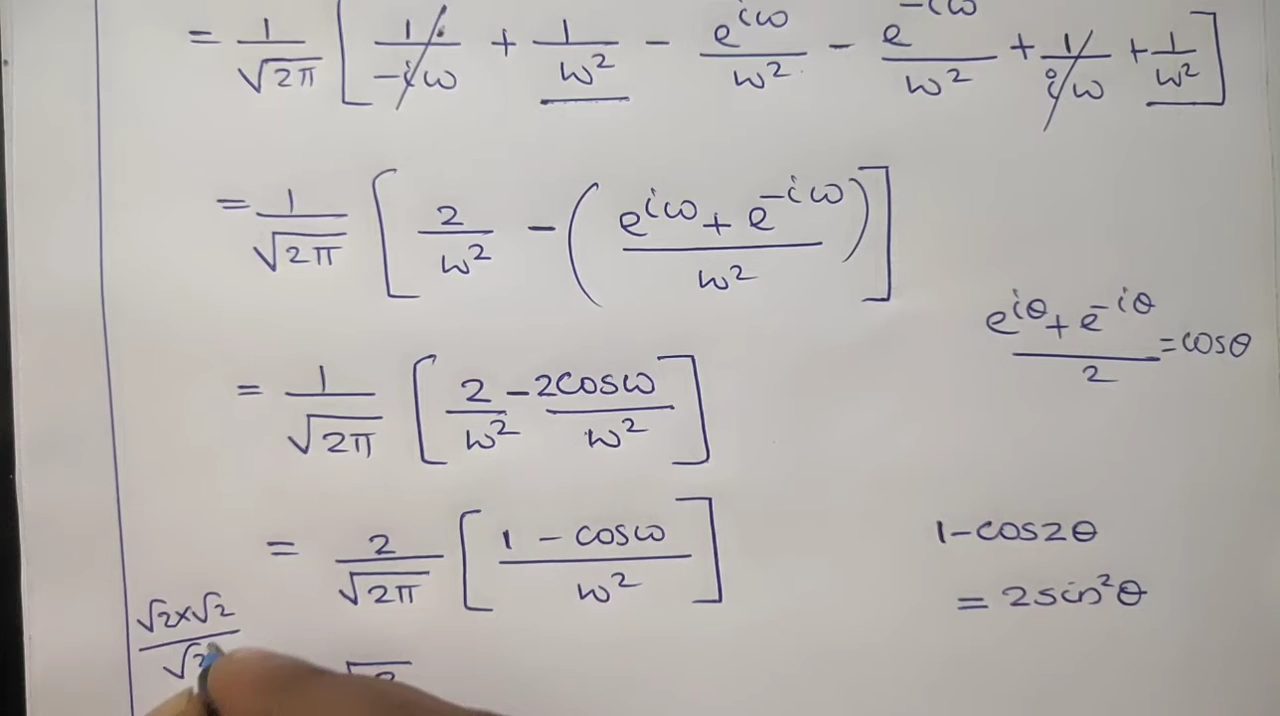 = 1/√2π [ 1/-iω + 1/ω² - e^iω/ω² - e^-iω/ω² + 1/iω + 1/ω² ]
= 1/√2π [ 2/ω² - ( e^iω + e^-iω / ω² ) ]
e^iθ + e^-iθ / 2 = cosθ
= 1/√2π [ 2/ω² - 2cosω/ω² ]
= 2/√2π [ 1 - cosω / ω² ]
1-cos2θ
= 2sin²θ
√2x√2